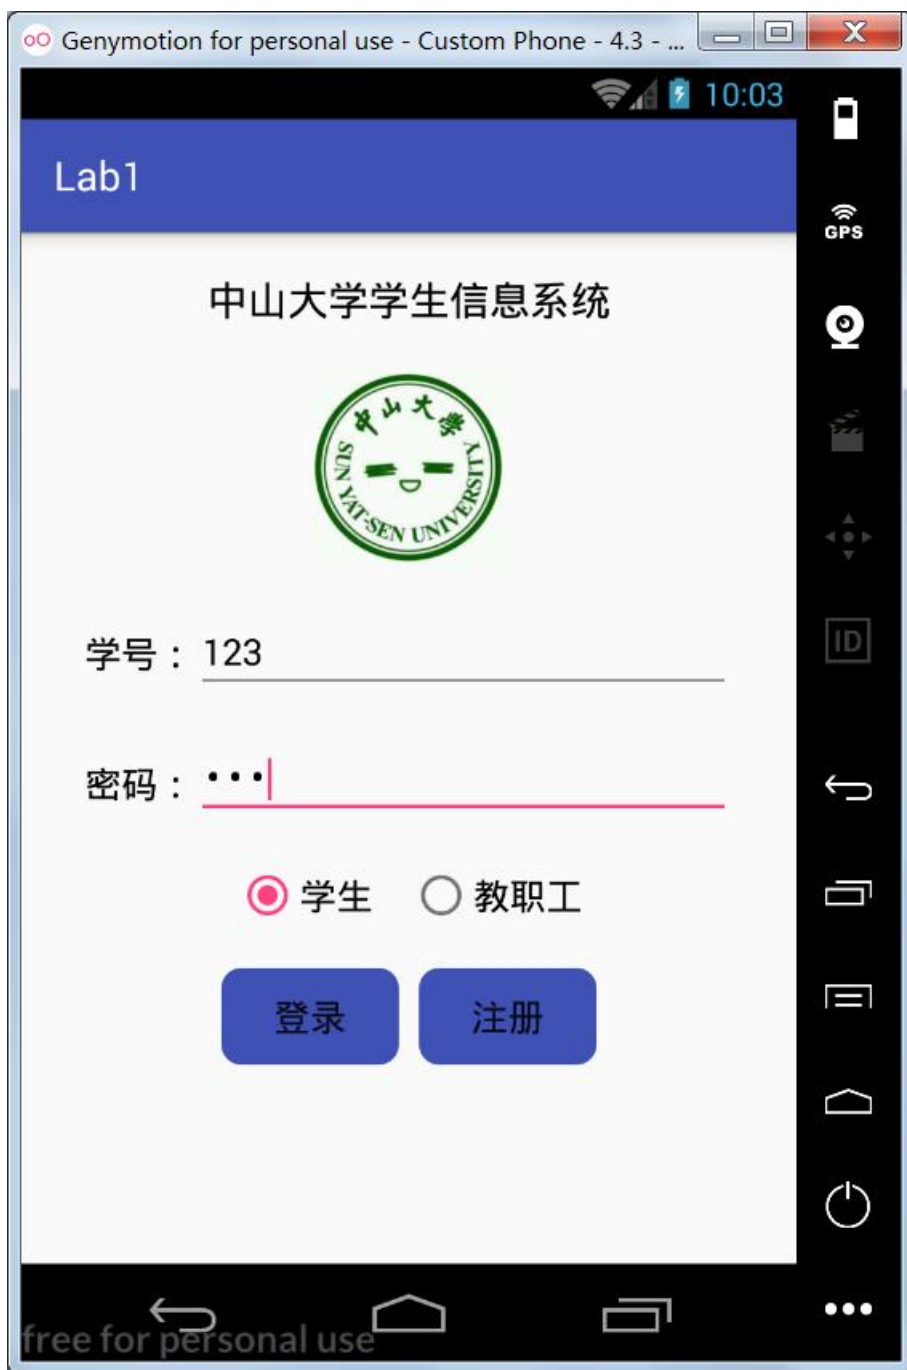 Genymotion for personal use - Custom Phone - 4.3 - ...
10:03
Lab1
GPS
中山大学学生信息系统
中山大学
SUN YAT-SEN UNIVERSITY
ID
学号：123
密码：•••
学生 教职工
登录 注册
free for personal use